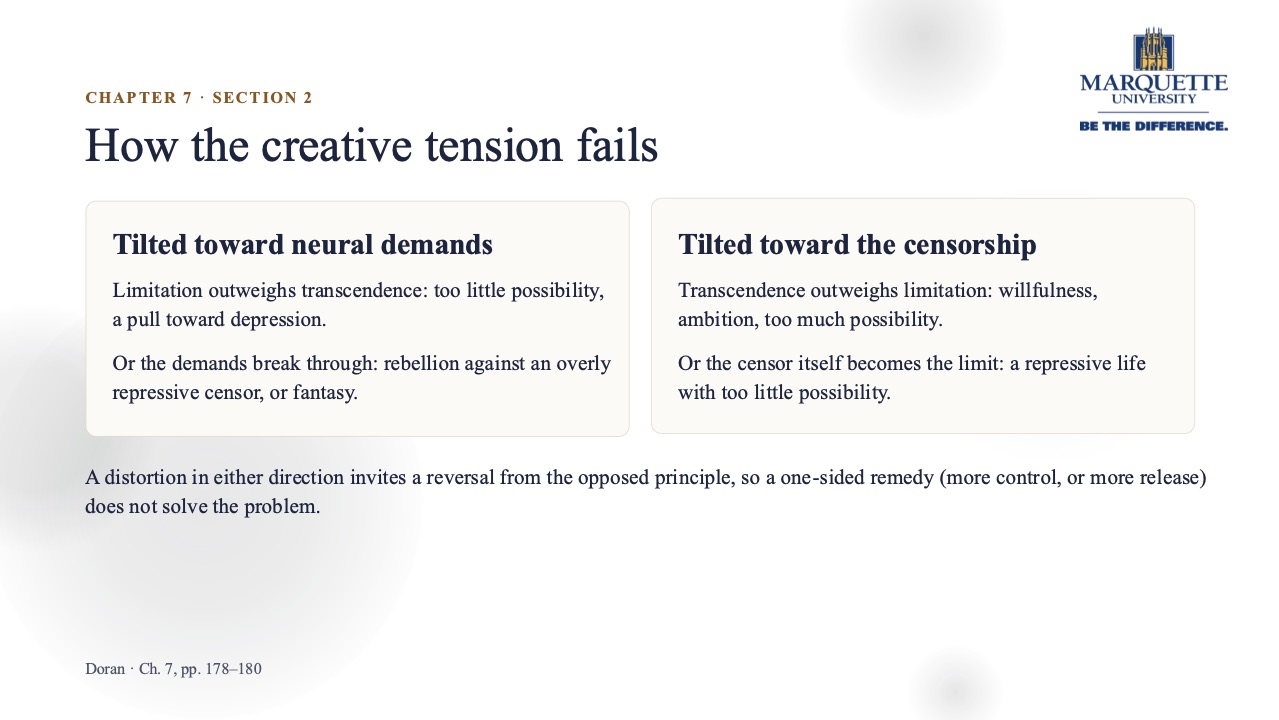 MARQUETTE
UNIVERSITY
BE THE DIFFERENCE.
CHAPTER 7 · SECTION 2
How the creative tension fails
Tilted toward neural demands
Limitation outweighs transcendence: too little possibility,
a pull toward depression.
Or the demands break through: rebellion against an overly
repressive censor, or fantasy.
Tilted toward the censorship
Transcendence outweighs limitation: willfulness,
ambition, too much possibility.
Or the censor itself becomes the limit: a repressive life
with too little possibility.
A distortion in either direction invites a reversal from the opposed principle, so a one-sided remedy (more control, or more release)
does not solve the problem.
Doran · Ch. 7, pp. 178–180